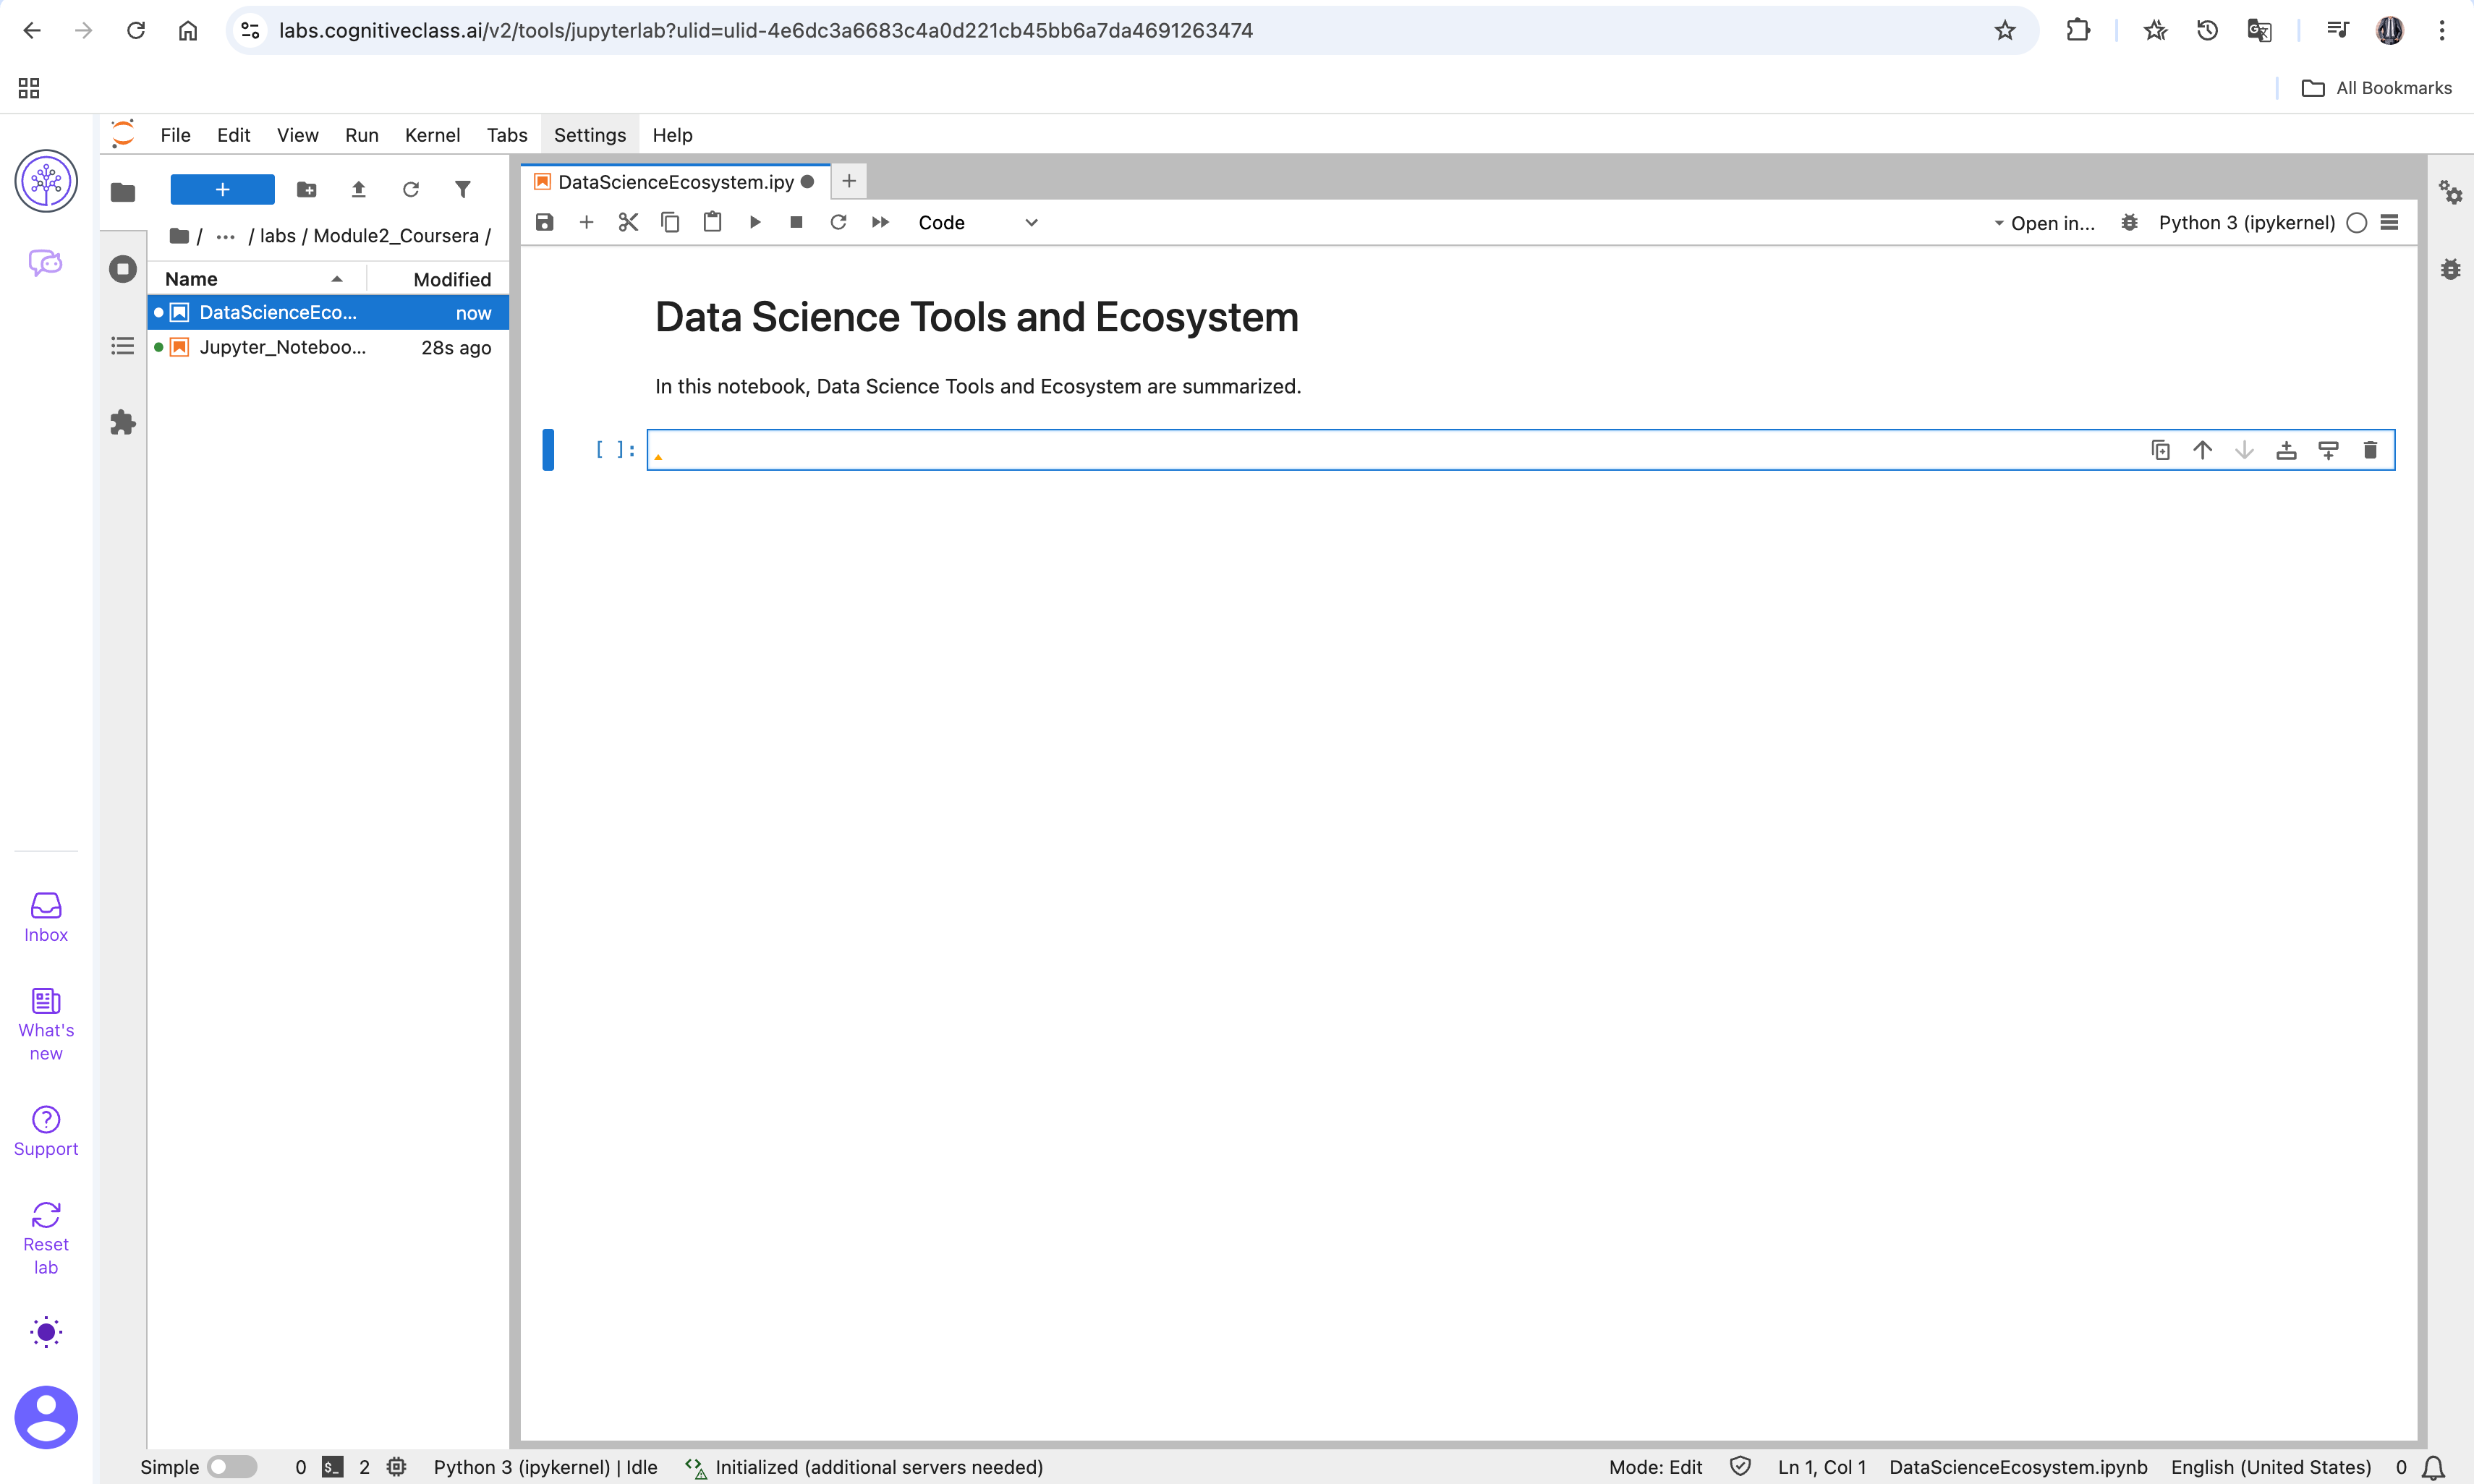 labs.cognitiveclass.ai/v2/tools/jupyterlab?ulid=ulid-4e6dc3a6683c4a0d221cb45bb6a7da4691263474
All Bookmarks
File Edit View Run Kernel Tabs Settings Help
DataScienceEcosystem.ipy
Code
Open in...
Python 3 (ipykernel)
/ ... / labs / Module2_Coursera /
Name Modified
DataScienceEco... now
Jupyter_Noteboo... 28s ago
Data Science Tools and Ecosystem
In this notebook, Data Science Tools and Ecosystem are summarized.
[ ]:
Inbox
What's
new
Support
Reset
lab
Simple 0 $_ 2 Python 3 (ipykernel) | Idle Initialized (additional servers needed) Mode: Edit Ln 1, Col 1 DataScienceEcosystem.ipynb English (United States) 0